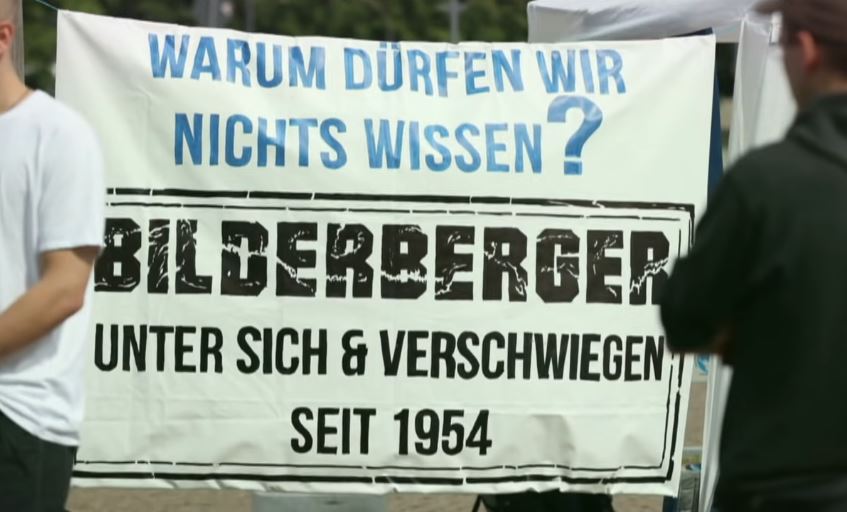 WARUM DÜRFEN WIR
NICHTS WISSEN?
BILDERBERGER
UNTER SICH & VERSCHWIEGEN
SEIT 1954